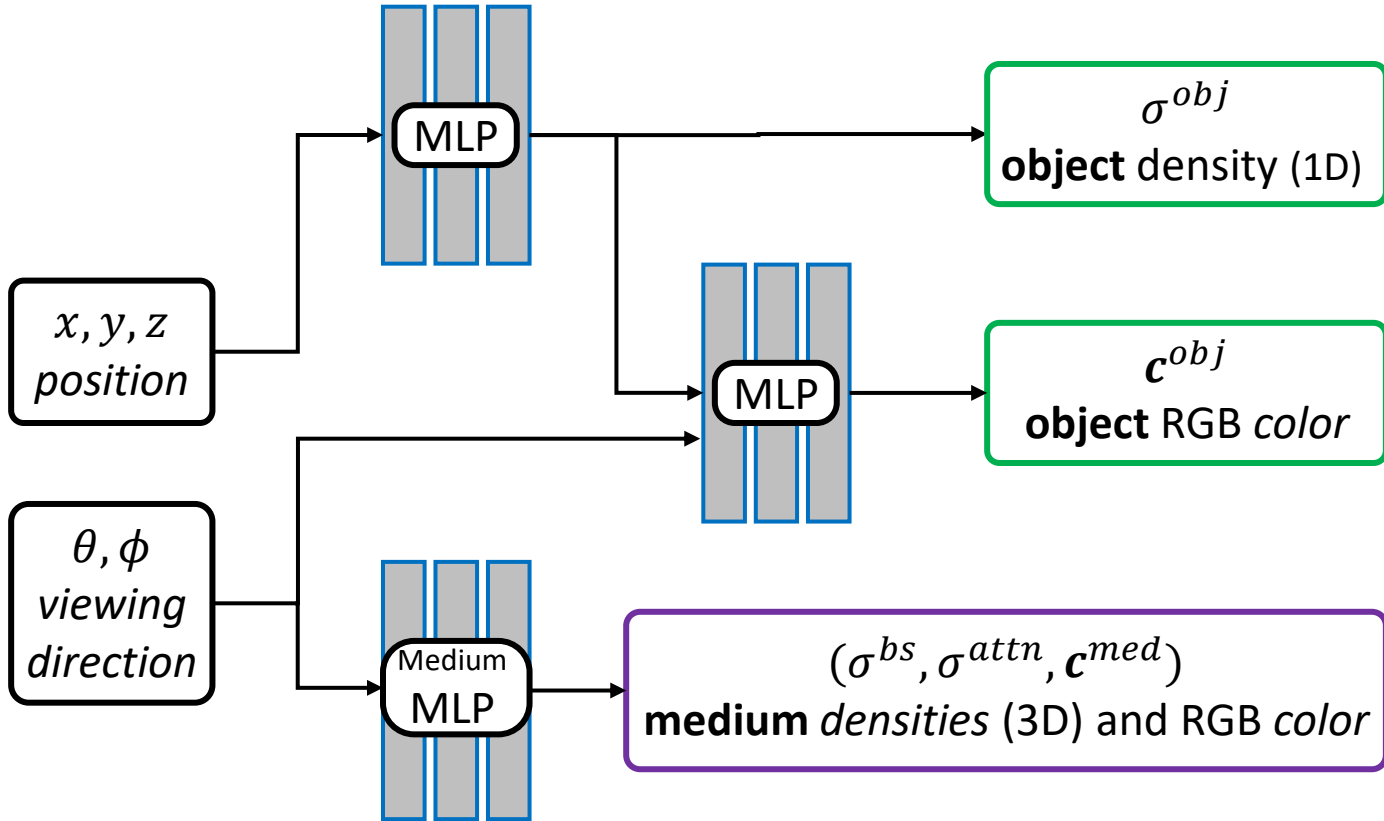 MLP
σ^{obj}
object density (1D)
x, y, z
position
MLP
c^{obj}
object RGB color
θ, ϕ
viewing
direction
Medium
MLP
(σ^{bs}, σ^{attn}, c^{med})
medium densities (3D) and RGB color